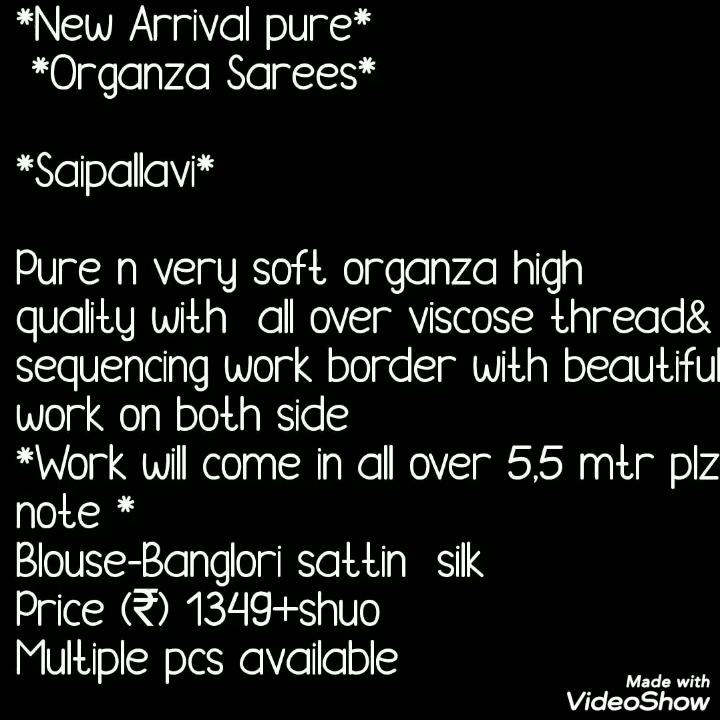 *New Arrival pure*
*Organza Sarees*
*Saipallavi*
Pure n very soft organza high
quality with all over viscose thread&
sequencing work border with beautiful
work on both side
*Work will come in all over 5,5 mtr plz
note *
Blouse-Banglori sattin silk
Price (₹) 1349+shuo
Multiple pcs available
Made with
VideoShow